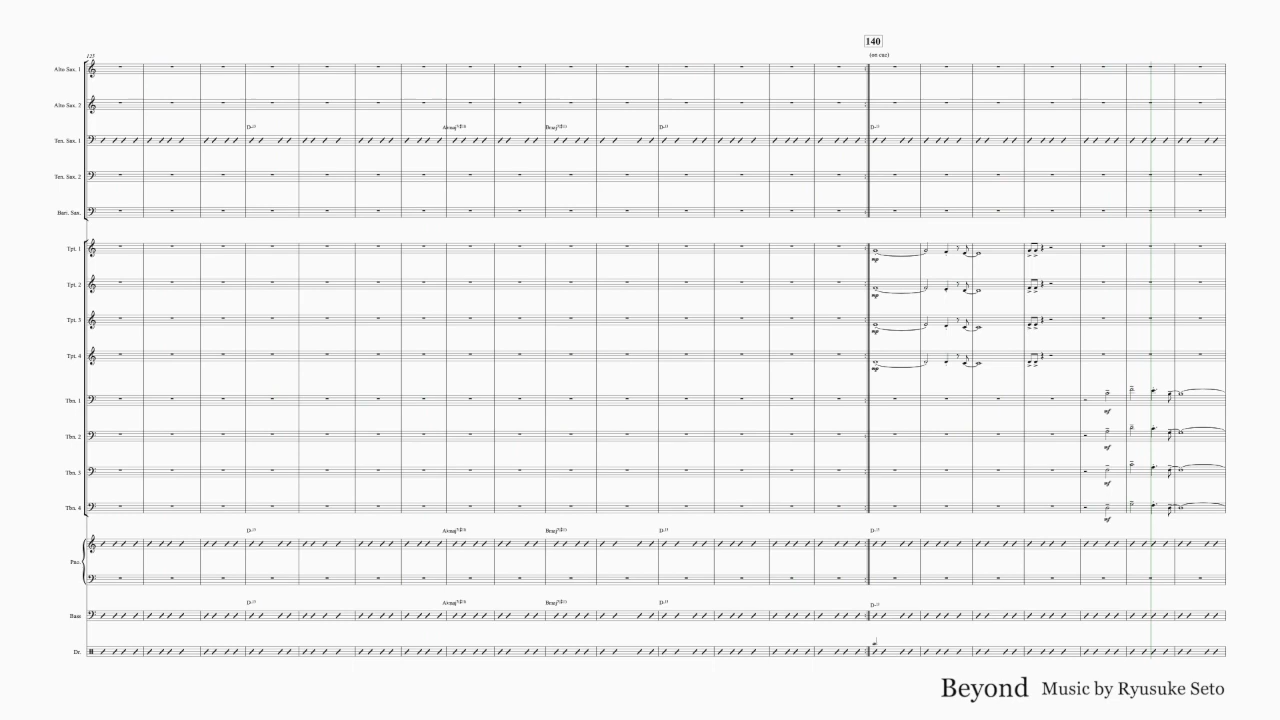 140
125
(on cue)
Alto Sax. 1
Alto Sax. 2
D-
D-
D-
Ten. Sax. 1
Ten. Sax. 2
Bari. Sax.
Tpt. 1
mp
Tpt. 2
mp
Tpt. 3
mp
Tpt. 4
mp
Tbn. 1
mf
Tbn. 2
mf
Tbn. 3
mf
Tbn. 4
mf
D-
D-
D-
Pno.
D-
D-
D-
Bass
Dr.
Beyond Music by Ryusuke Seto